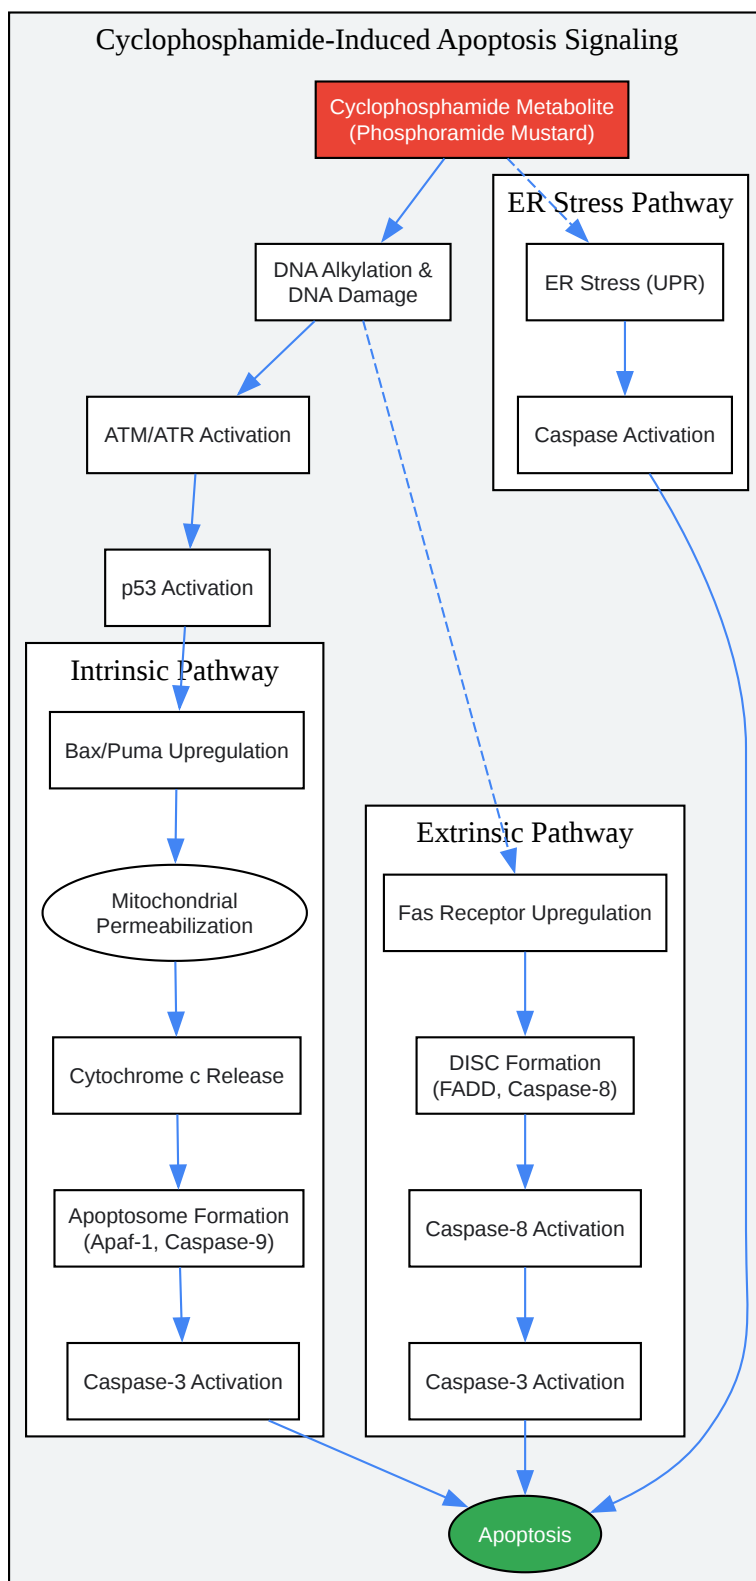 Cyclophosphamide-Induced Apoptosis Signaling
Cyclophosphamide Metabolite
(Phosphoramide Mustard)
ER Stress Pathway
DNA Alkylation &
DNA Damage
ER Stress (UPR)
ATM/ATR Activation
Caspase Activation
p53 Activation
Intrinsic Pathway
Bax/Puma Upregulation
Mitochondrial
Permeabilization
Cytochrome c Release
Apoptosome Formation
(Apaf-1, Caspase-9)
Caspase-3 Activation
Extrinsic Pathway
Fas Receptor Upregulation
DISC Formation
(FADD, Caspase-8)
Caspase-8 Activation
Caspase-3 Activation
Apoptosis